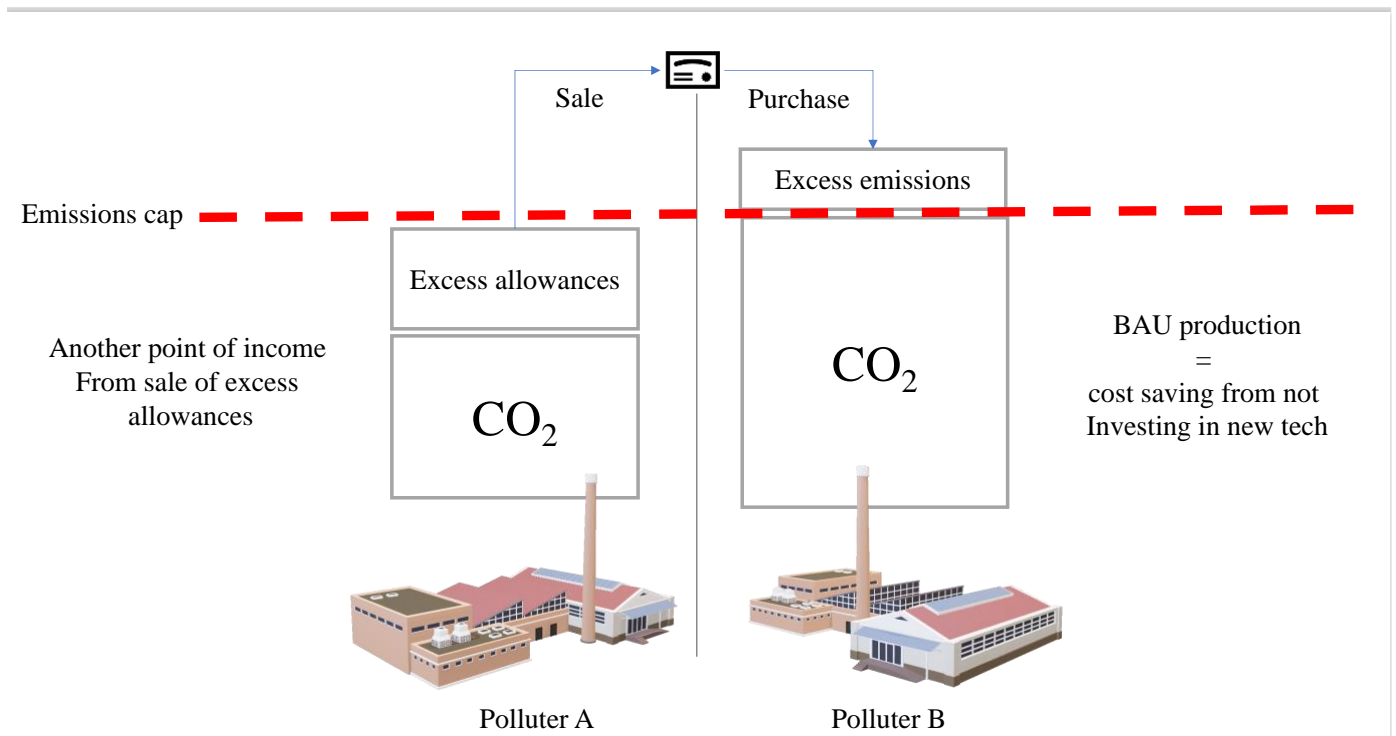 Sale
Purchase
Excess emissions
Emissions cap
Excess allowances
Another point of income
From sale of excess
allowances
CO₂
CO₂
BAU production
=
cost saving from not
Investing in new tech
Polluter A
Polluter B